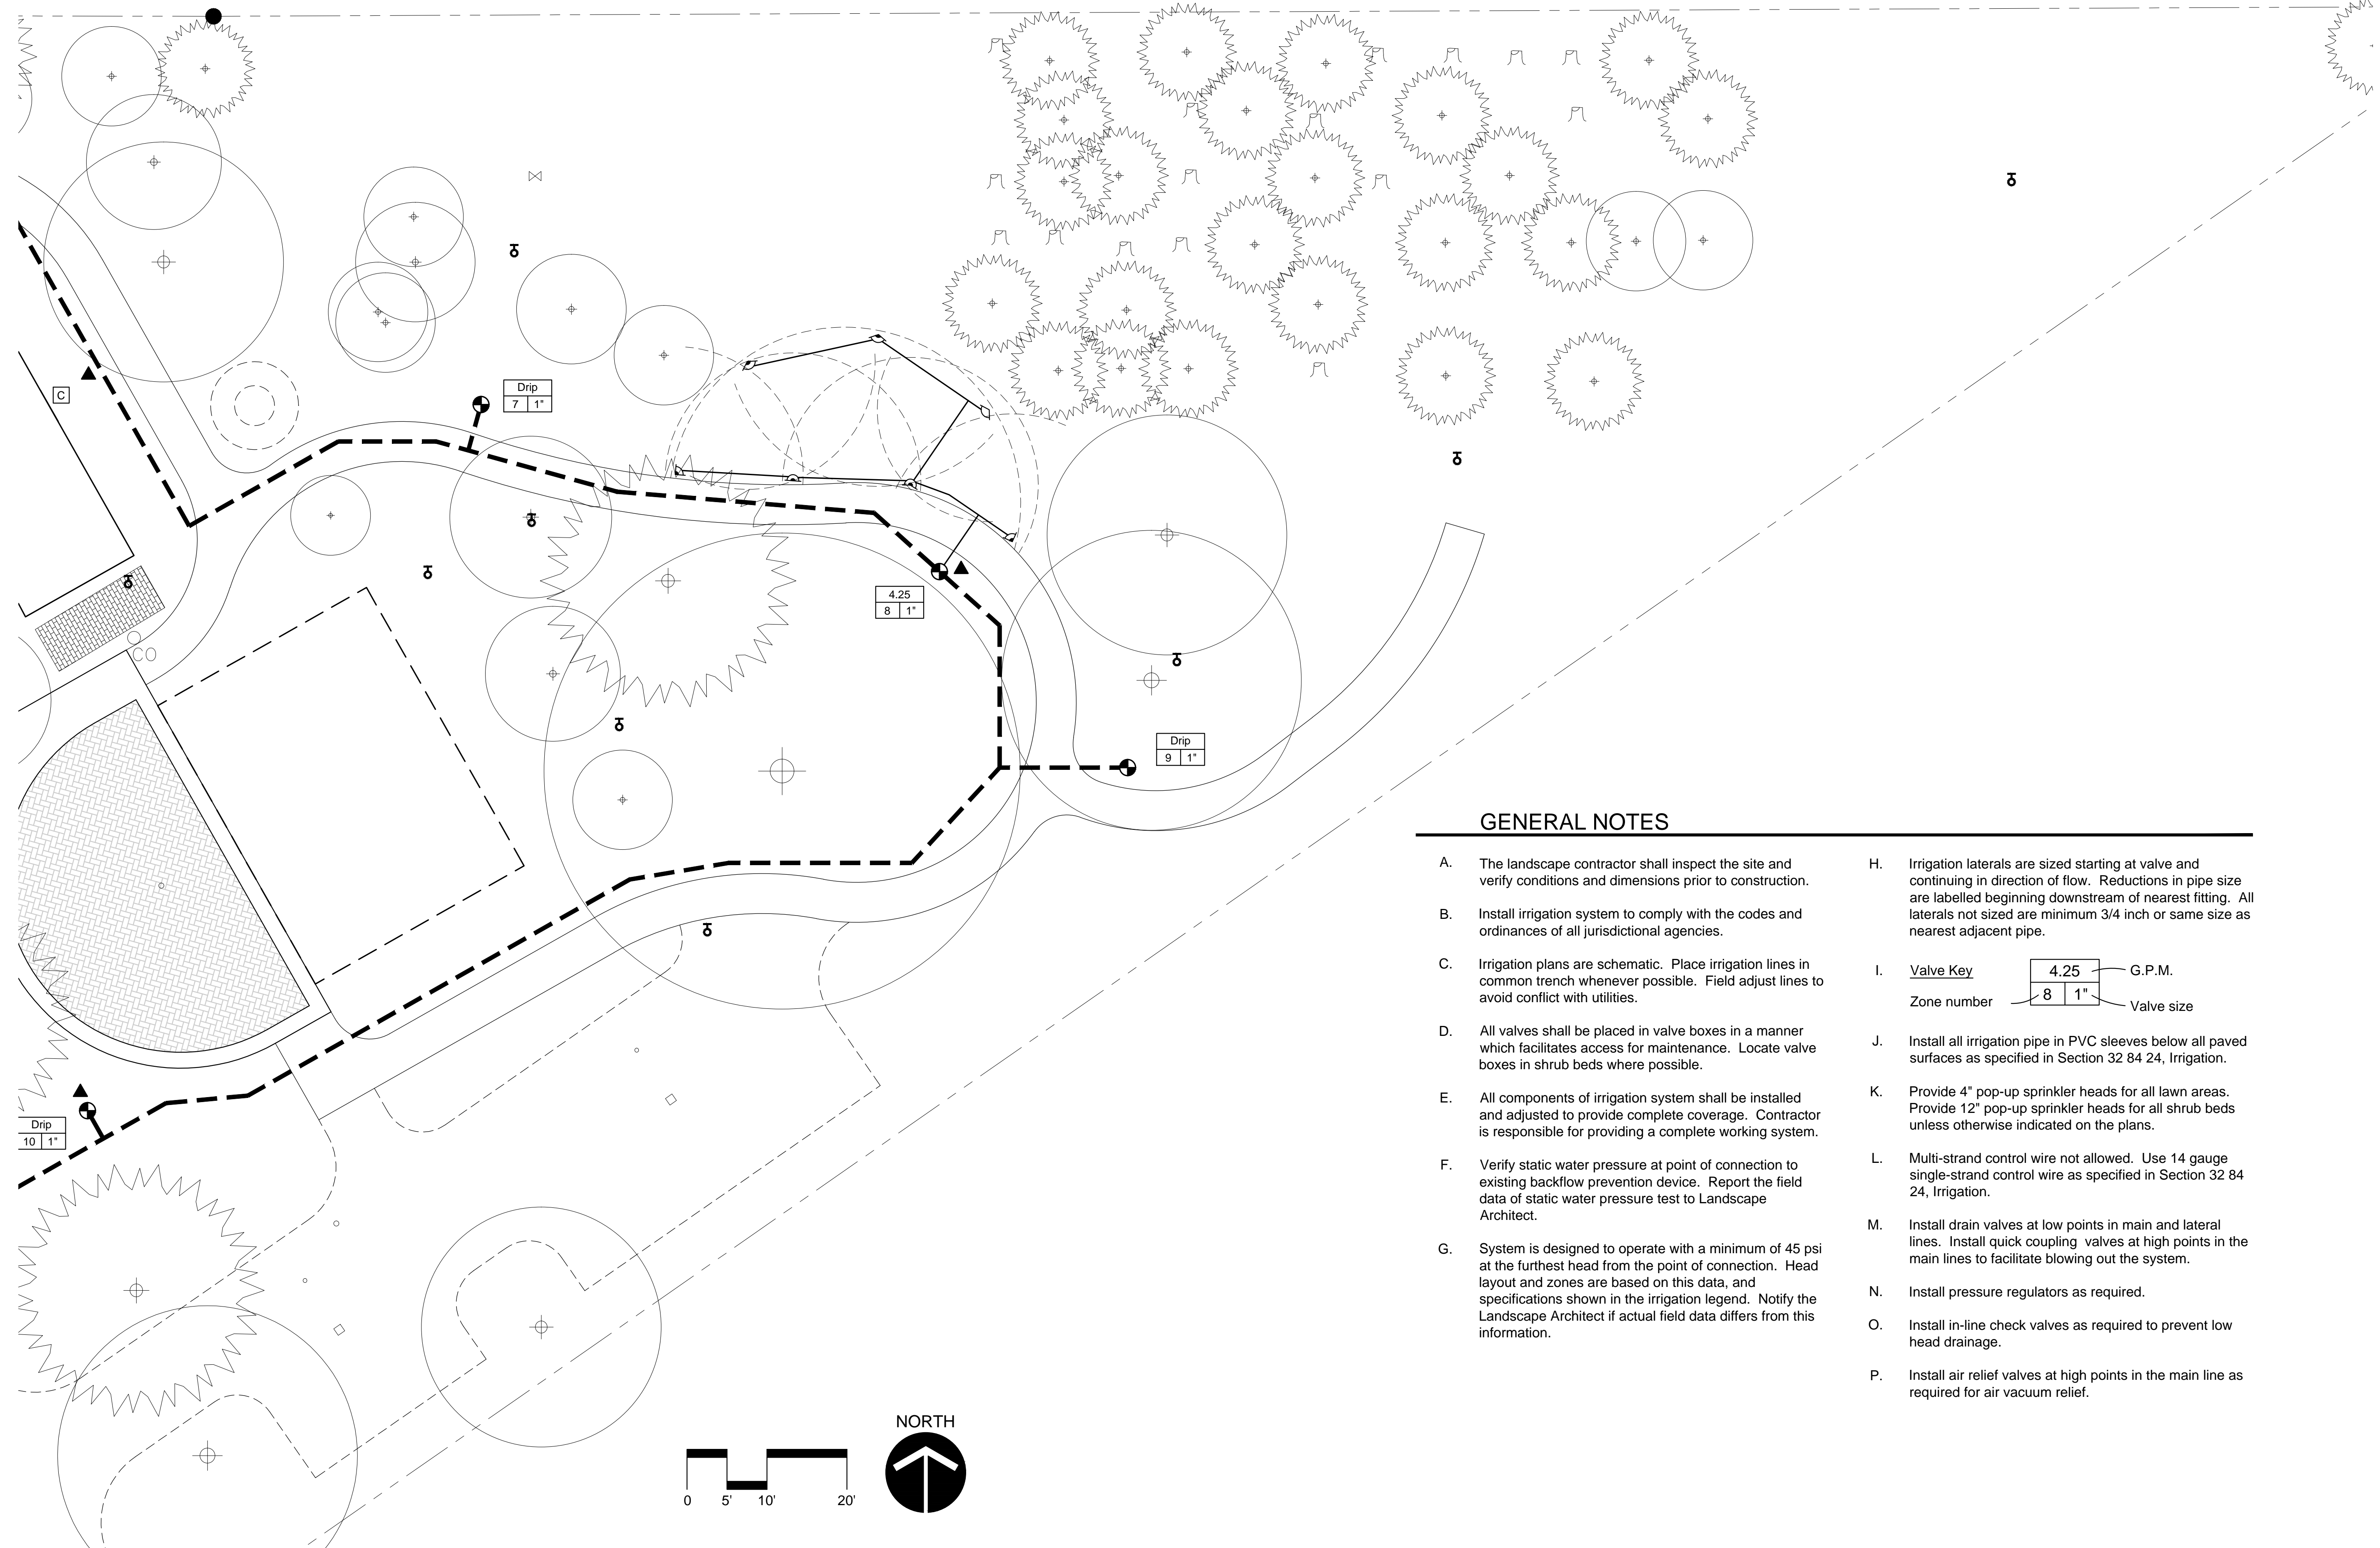 C
Drip
7 1"
4.25
8 1"
CO
Drip
9 1"
Drip
10 1"
GENERAL NOTES
A. The landscape contractor shall inspect the site and
verify conditions and dimensions prior to construction.
B. Install irrigation system to comply with the codes and
ordinances of all jurisdictional agencies.
C. Irrigation plans are schematic. Place irrigation lines in
common trench whenever possible. Field adjust lines to
avoid conflict with utilities.
D. All valves shall be placed in valve boxes in a manner
which facilitates access for maintenance. Locate valve
boxes in shrub beds where possible.
E. All components of irrigation system shall be installed
and adjusted to provide complete coverage. Contractor
is responsible for providing a complete working system.
F. Verify static water pressure at point of connection to
existing backflow prevention device. Report the field
data of static water pressure test to Landscape
Architect.
G. System is designed to operate with a minimum of 45 psi
at the furthest head from the point of connection. Head
layout and zones are based on this data, and
specifications shown in the irrigation legend. Notify the
Landscape Architect if actual field data differs from this
information.
H. Irrigation laterals are sized starting at valve and
continuing in direction of flow. Reductions in pipe size
are labelled beginning downstream of nearest fitting. All
laterals not sized are minimum 3/4 inch or same size as
nearest adjacent pipe.
I. Valve Key 4.25 G.P.M.
Zone number 8 1" Valve size
J. Install all irrigation pipe in PVC sleeves below all paved
surfaces as specified in Section 32 84 24, Irrigation.
K. Provide 4" pop-up sprinkler heads for all lawn areas.
Provide 12" pop-up sprinkler heads for all shrub beds
unless otherwise indicated on the plans.
L. Multi-strand control wire not allowed. Use 14 gauge
single-strand control wire as specified in Section 32 84
24, Irrigation.
M. Install drain valves at low points in main and lateral
lines. Install quick coupling valves at high points in the
main lines to facilitate blowing out the system.
N. Install pressure regulators as required.
O. Install in-line check valves as required to prevent low
head drainage.
P. Install air relief valves at high points in the main line as
required for air vacuum relief.
NORTH
0 5' 10' 20'